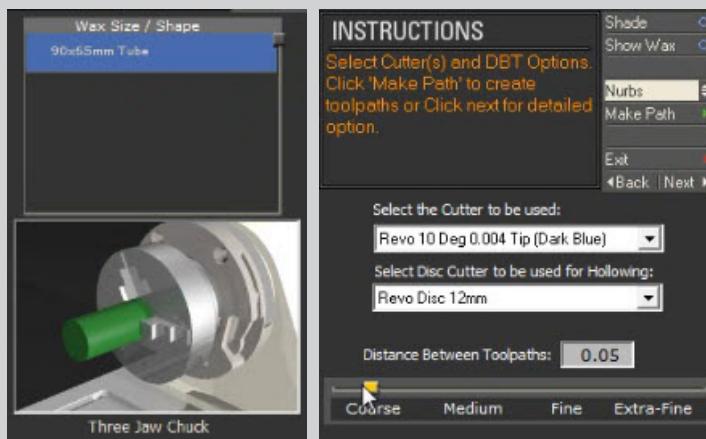 Wax Size / Shape
90x65mm Tube
Three Jaw Chuck
INSTRUCTIONS
Select Cutter(s) and DBT Options.
Click 'Make Path' to create
toolpaths or Click next for detailed
option.
Shade
Show Wax
Nurbs
Make Path
Exit
Back | Next
Select the Cutter to be used:
Revo 10 Deg 0.004 Tip (Dark Blue)
Select Disc Cutter to be used for Hollowing:
Revo Disc 12mm
Distance Between Toolpaths: 0.05
Coarse Medium Fine Extra-Fine